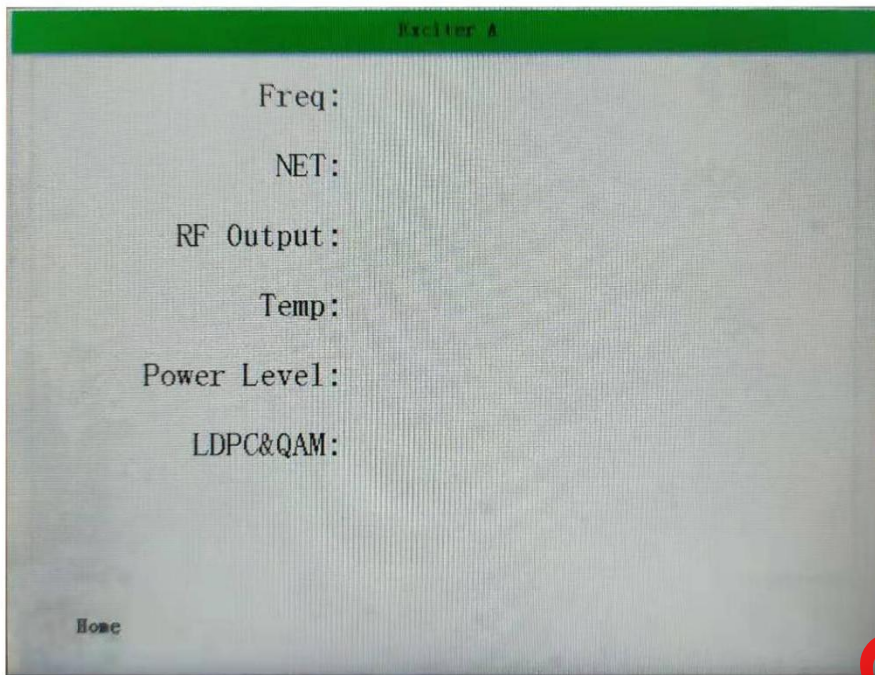 Exciter A
Freq:
NET:
RF Output:
Temp:
Power Level:
LDPC&QAM:
Home